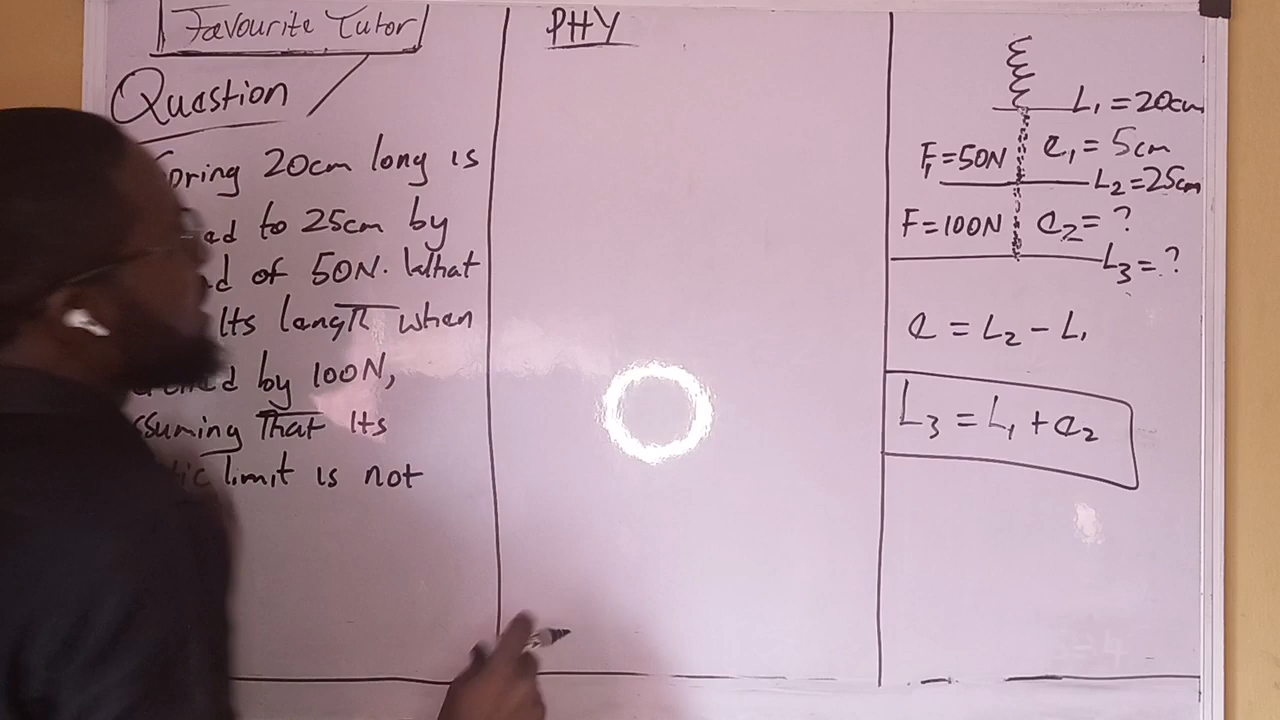 Favourite Tutor
Question
Spring 20cm long is
to 25cm by
of 50N. What
Its length when
by 100N,
assuming That Its
limit is not
PHY
L₁ = 20cm
F₁=50N e₁ = 5cm
L₂=25cm
F=100N e₂ = ?
L₃ = ?
e = L₂ - L₁
L₃ = L₁ + e₂